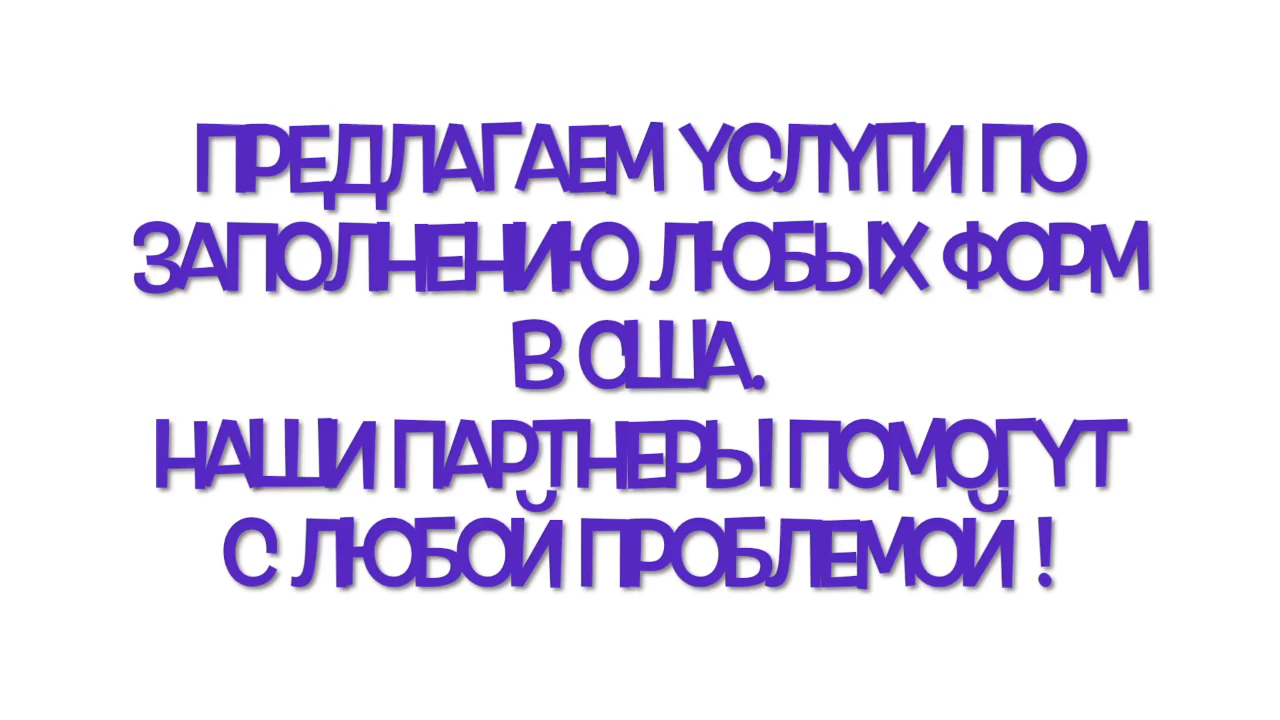 ПРЕДЛАГАЕМ УСЛУГИ ПО
ЗАПОЛНЕНИЮ ЛЮБЫХ ФОРМ
В США.
НАШИ ПАРТНЕРЫ ПОМОГУТ
С ЛЮБОЙ ПРОБЛЕМОЙ !